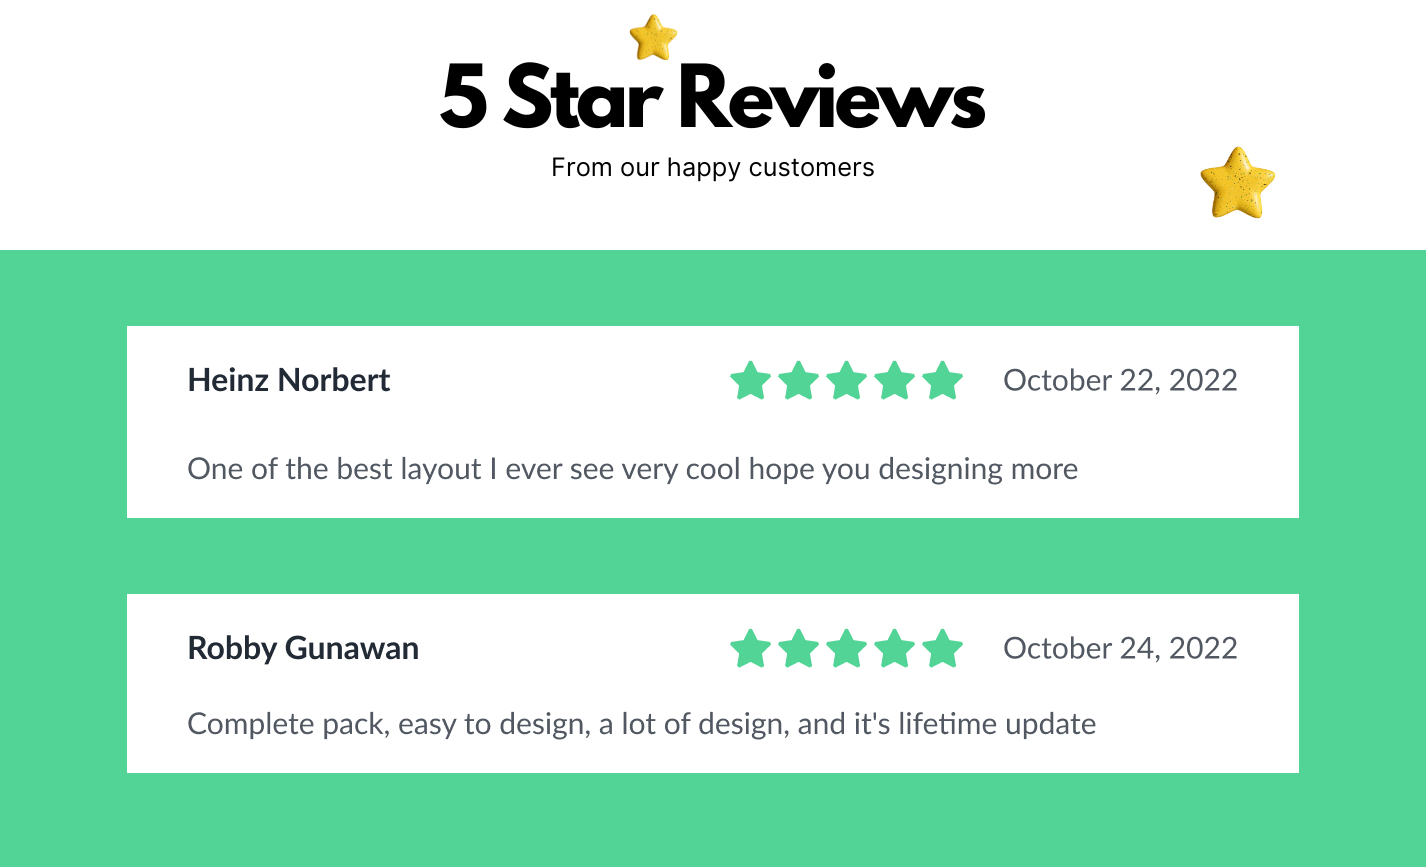 5 Star Reviews
From our happy customers
Heinz Norbert
October 22, 2022
One of the best layout I ever see very cool hope you designing more
Robby Gunawan
October 24, 2022
Complete pack, easy to design, a lot of design, and it's lifetime update